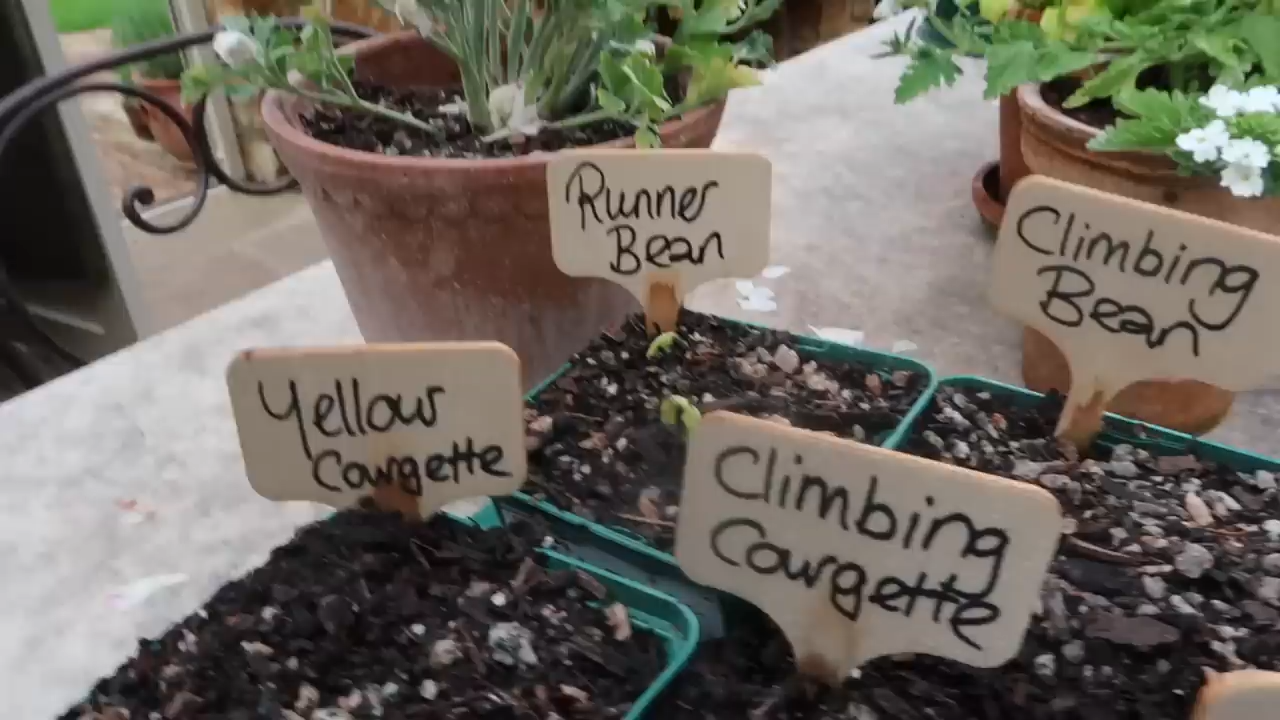 Runner
Bean
Climbing
Bean
Yellow
Courgette
Climbing
Courgette